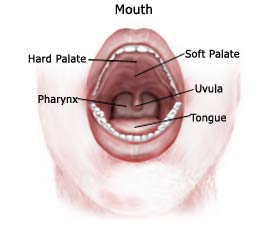 Mouth
Hard Palate
Soft Palate
Uvula
Pharynx
Tongue